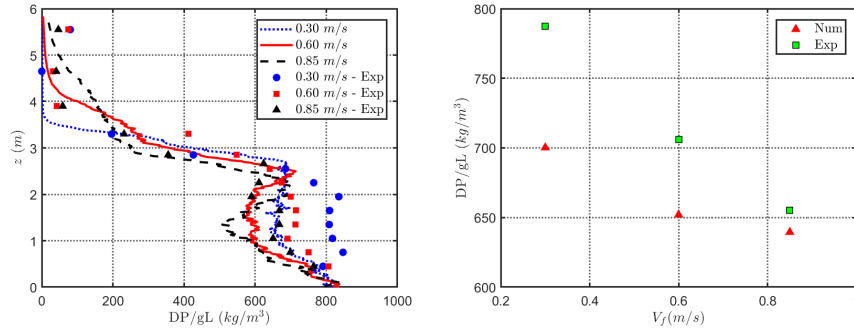 6
5
4
3
2
1
0
z (m)
0 200 400 600 800 1000
DP/gL (kg/m³)
0.30 m/s
0.60 m/s
0.85 m/s
0.30 m/s - Exp
0.60 m/s - Exp
0.85 m/s - Exp
800
750
700
650
600
DP/gL (kg/m³)
0.2 0.4 0.6 0.8
V_f(m/s)
Num
Exp